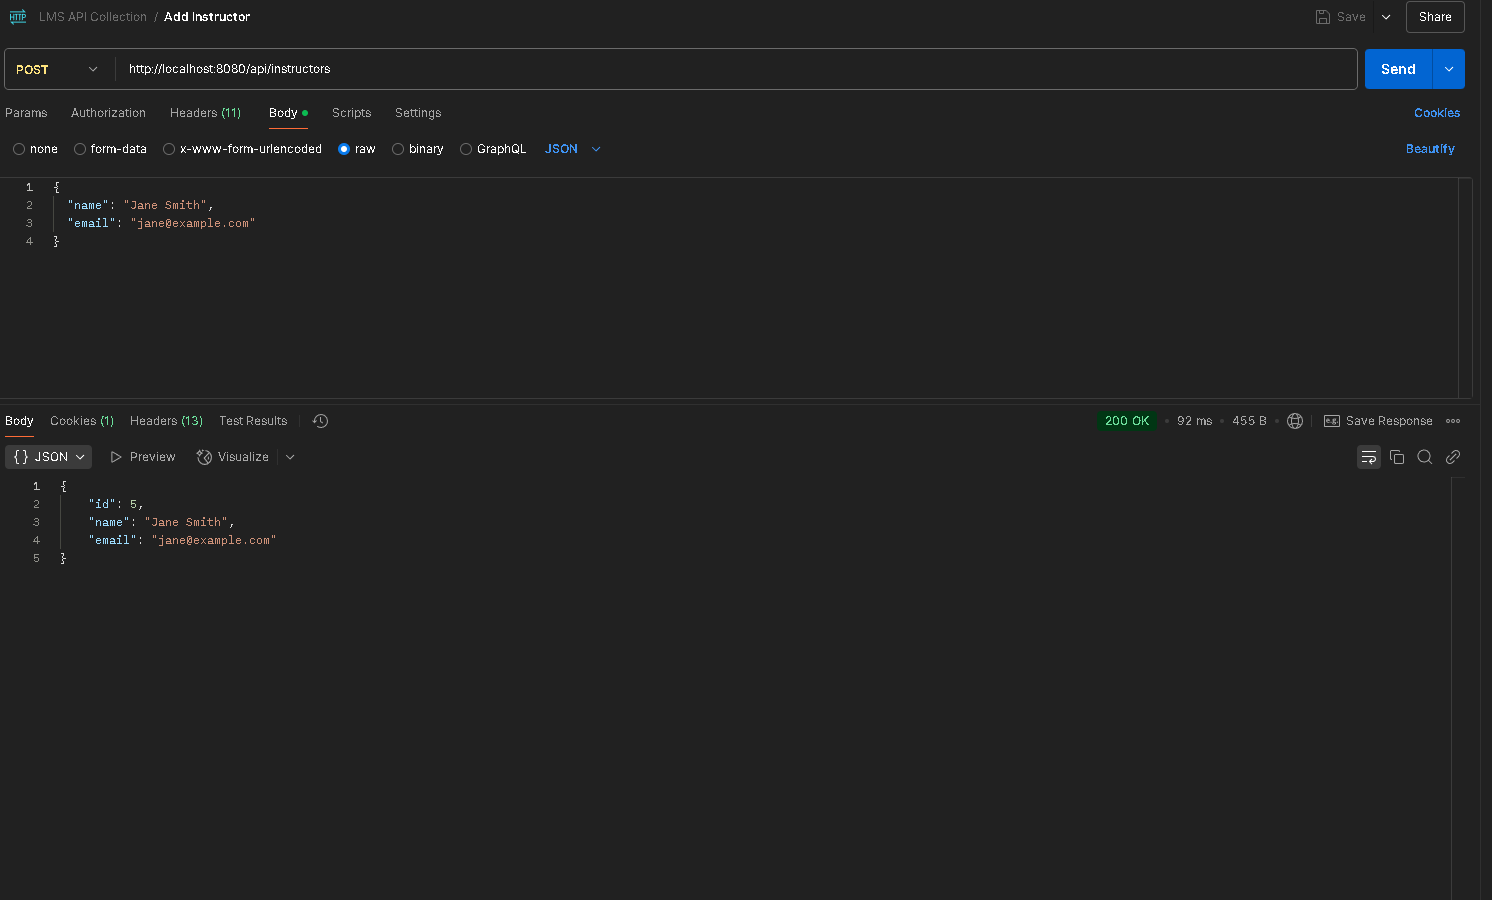 HTTP LMS API Collection / Add Instructor Save Share
POST http://localhost:8080/api/instructors Send
Params Authorization Headers (11) Body Scripts Settings Cookies
none form-data x-www-form-urlencoded raw binary GraphQL JSON Beautify
1 {
2 "name": "Jane Smith",
3 "email": "jane@example.com"
4 }
Body Cookies (1) Headers (13) Test Results 200 OK • 92 ms • 455 B • e.g. Save Response
{} JSON Preview Visualize
1 {
2 "id": 5,
3 "name": "Jane Smith",
4 "email": "jane@example.com"
5 }